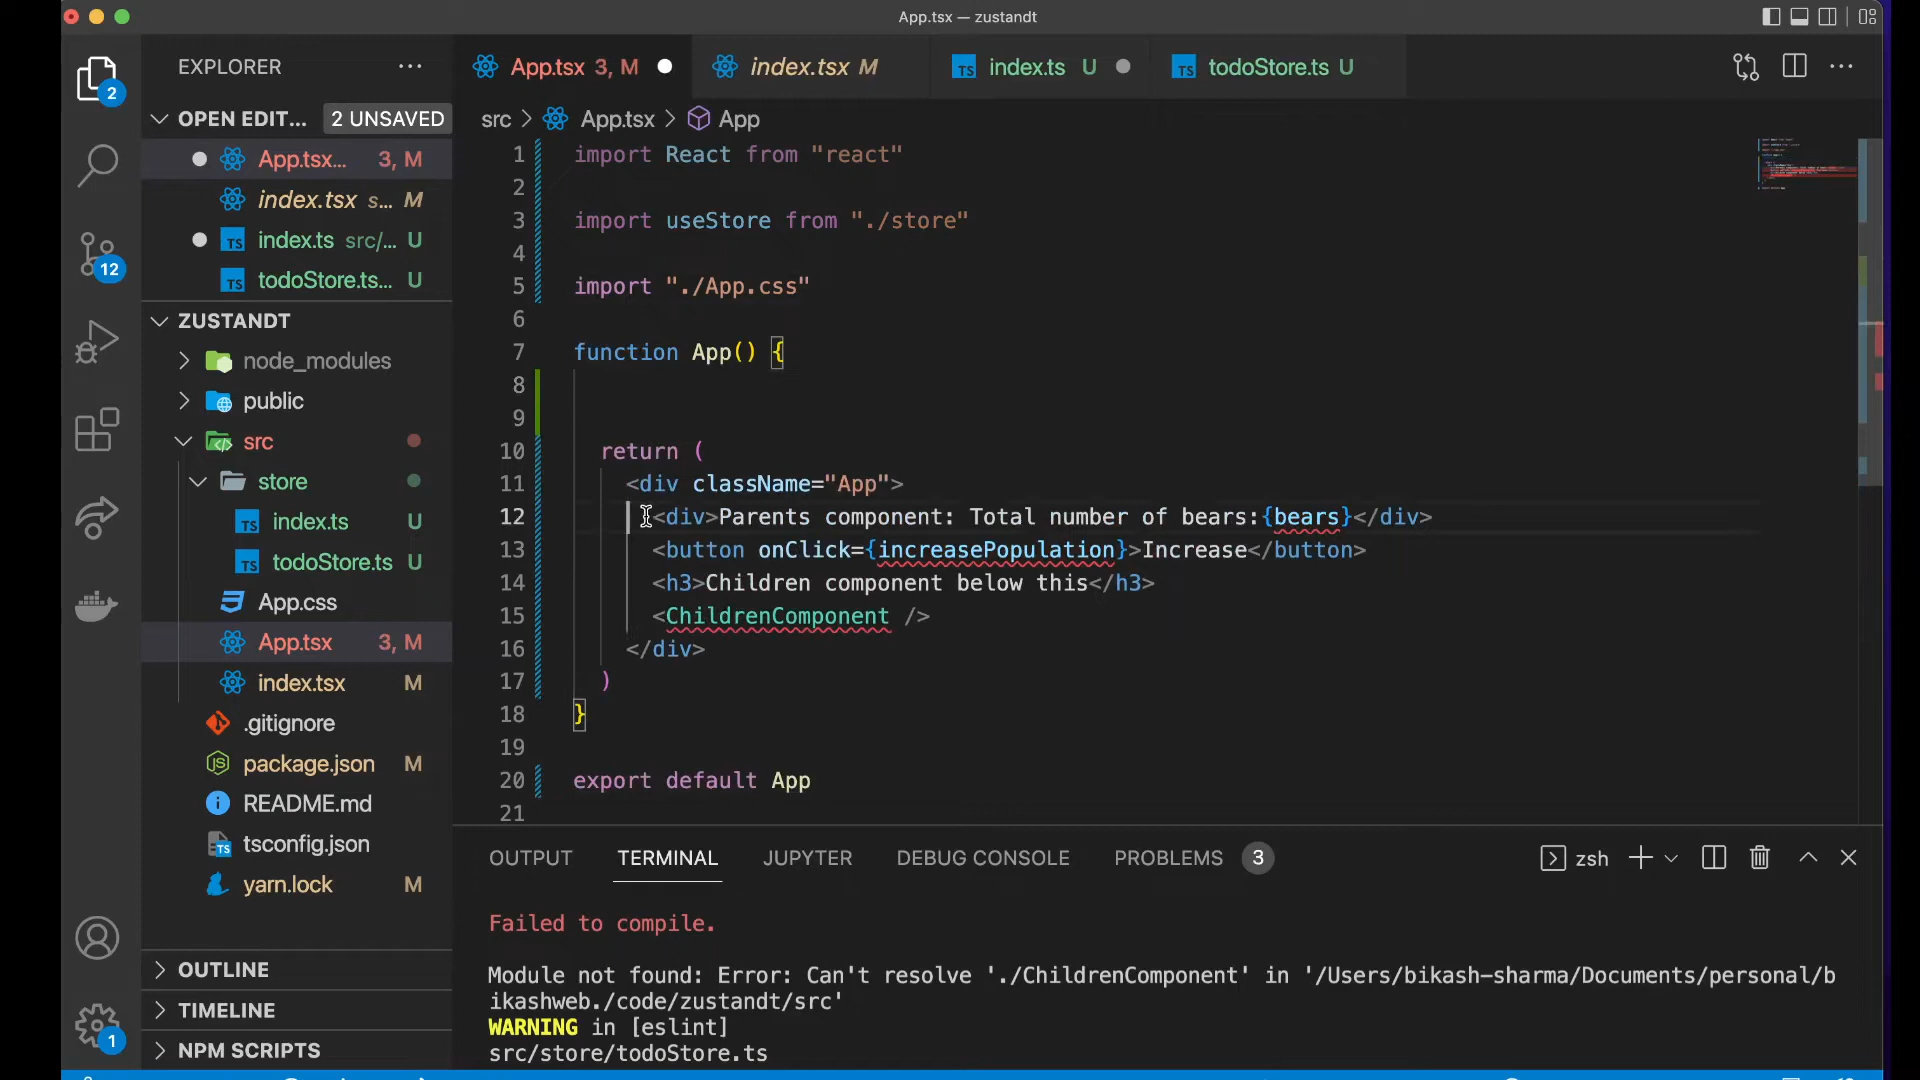 App.tsx — zustandt
EXPLORER
App.tsx 3, M
index.tsx M
index.ts U
todoStore.ts U
2
OPEN EDIT... 2 UNSAVED
src > App.tsx > App
App.tsx... 3, M
index.tsx s... M
index.ts src/... U
todoStore.ts... U
ZUSTANDT
node_modules
public
src
store
index.ts U
todoStore.ts U
App.css
App.tsx 3, M
index.tsx M
.gitignore
package.json M
README.md
tsconfig.json
yarn.lock M
OUTLINE
TIMELINE
NPM SCRIPTS
12
1
1 import React from "react"
2
3 import useStore from "./store"
4
5 import "./App.css"
6
7 function App() {
8
9
10 return (
11 <div className="App">
12 <div>Parents component: Total number of bears:{bears}</div>
13 <button onClick={increasePopulation}>Increase</button>
14 <h3>Children component below this</h3>
15 <ChildrenComponent />
16 </div>
17 )
18 }
19
20 export default App
21
OUTPUT TERMINAL JUPYTER DEBUG CONSOLE PROBLEMS 3 zsh
Failed to compile.
Module not found: Error: Can't resolve './ChildrenComponent' in '/Users/bikash-sharma/Documents/personal/b
ikashweb./code/zustandt/src'
WARNING in [eslint]
src/store/todoStore.ts